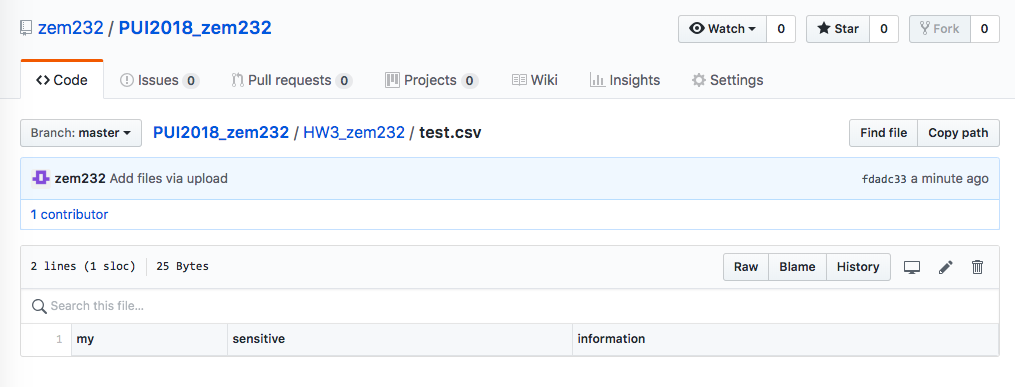 zem232 / PUI2018_zem232 Watch 0 Star 0 Fork 0
Code Issues 0 Pull requests 0 Projects 0 Wiki Insights Settings
Branch: master PUI2018_zem232 / HW3_zem232 / test.csv Find file Copy path
zem232 Add files via upload fdadc33 a minute ago
1 contributor
2 lines (1 sloc) 25 Bytes Raw Blame History
Search this file...
1 my sensitive information